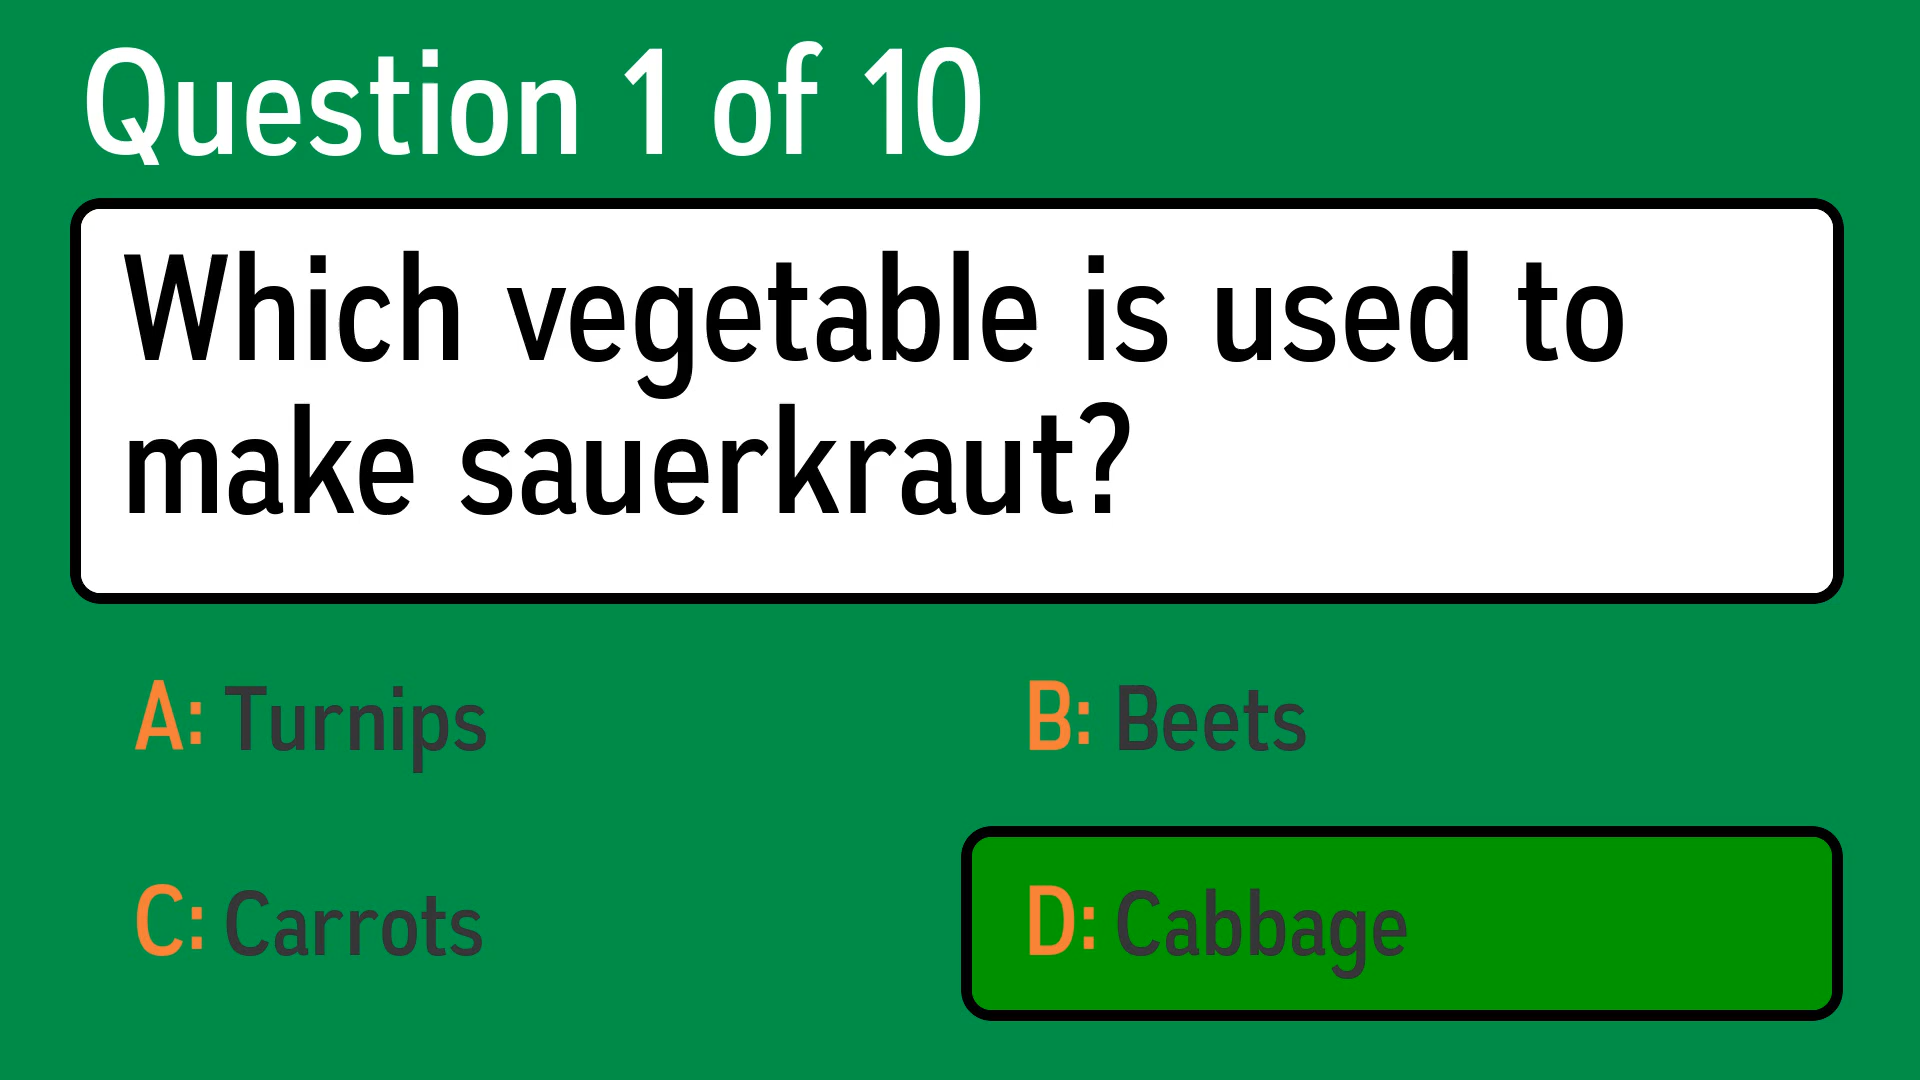 Question 1 of 10
Which vegetable is used to
make sauerkraut?
A: Turnips
B: Beets
C: Carrots
D: Cabbage